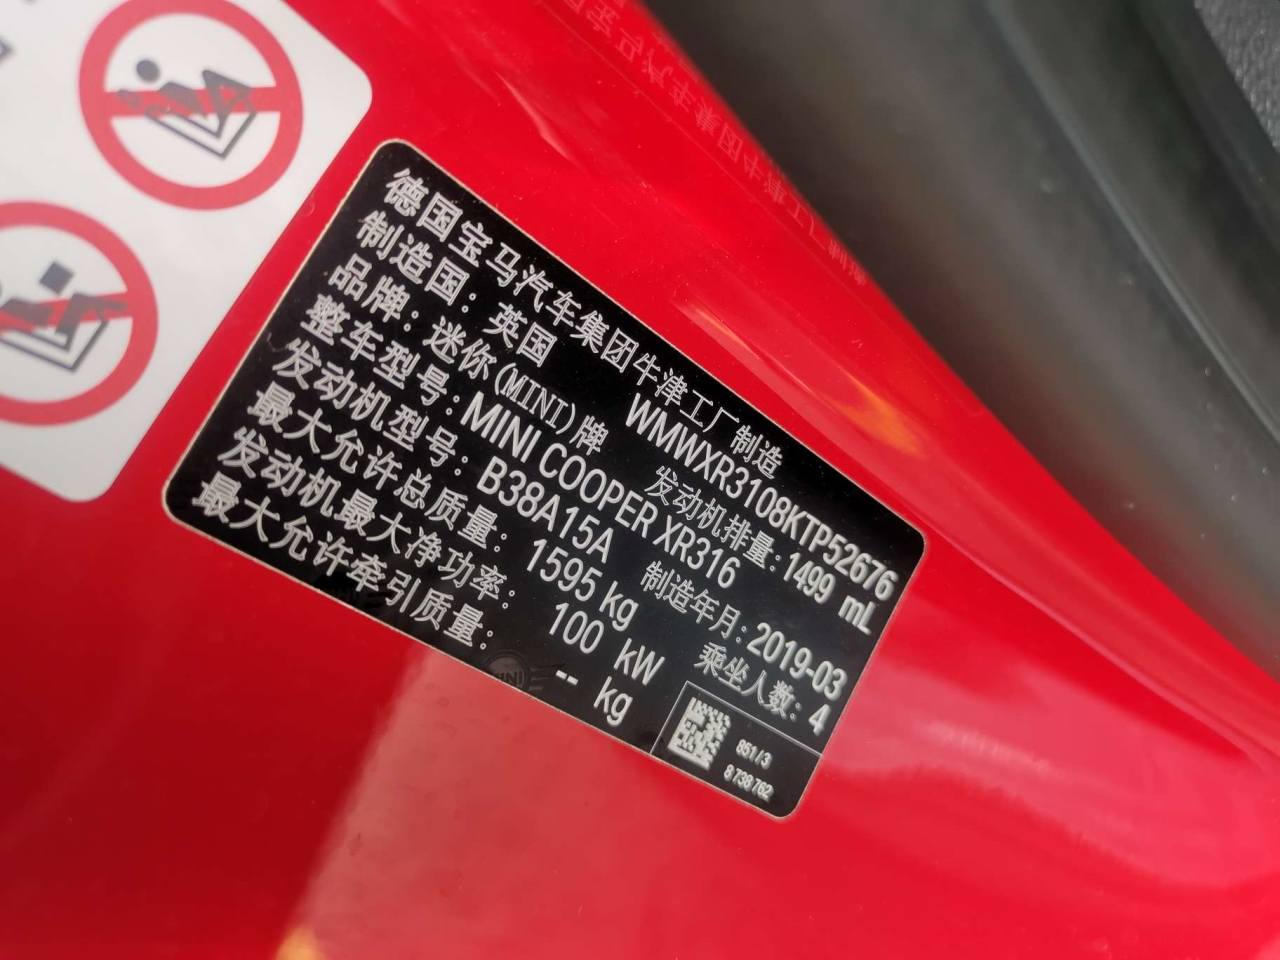 德国宝马汽车集团牛津工厂制造
制造国：英国 WMWXR3108KTP52676
品牌：迷你(MINI)牌 发动机排量：1499 mL
整车型号：MINI COOPER XR316 制造年月：2019-03
发动机型号：B38A15A 乘坐人数：4
最大允许总质量：1595 kg
发动机最大净功率：100 kW
最大允许牵引质量：-- kg
851/3
8 738 762